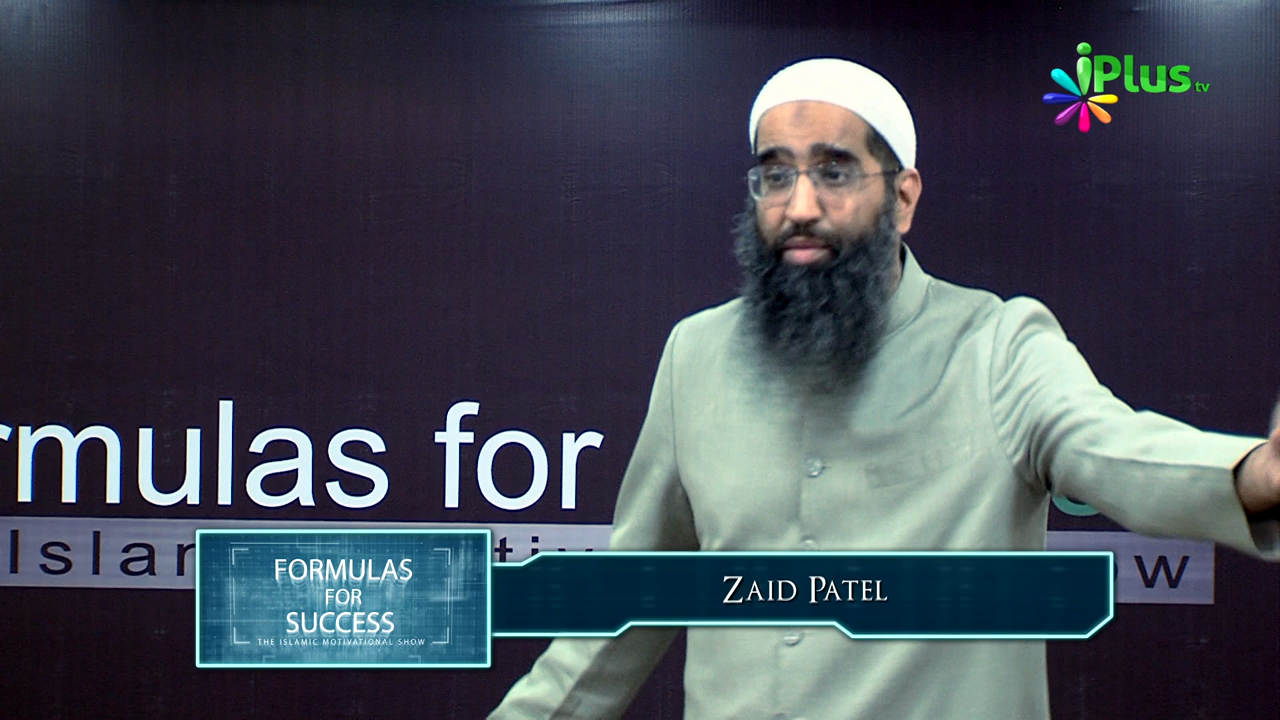 iPlus tv
rmulas for
Islam
FORMULAS
FOR
SUCCESS
THE ISLAMIC MOTIVATIONAL SHOW
ZAID PATEL